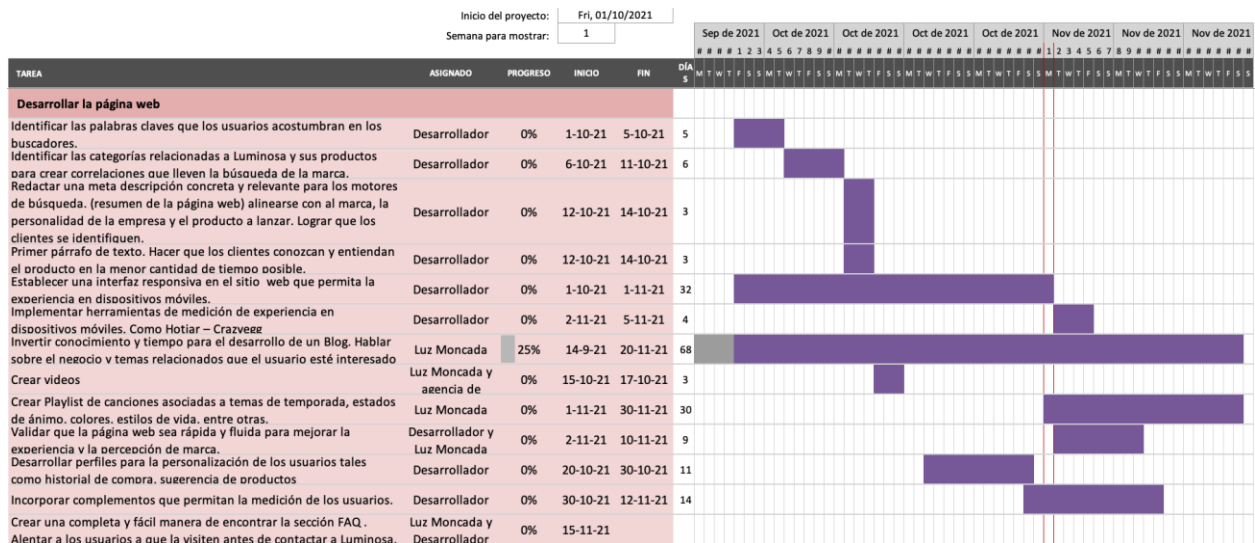 Inicio del proyecto: Fri, 01/10/2021
Semana para mostrar: 1
Sep de 2021 Oct de 2021 Oct de 2021 Oct de 2021 Oct de 2021 Nov de 2021 Nov de 2021 Nov de 2021
# # # # 1 2 3 4 5 6 7 8 9 # # # # # # # # # # # # # # # # # # # # # # 1 2 3 4 5 6 7 8 9 # # # # # # # # # # # #
TAREA ASIGNADO PROGRESO INICIO FIN DÍAS M T W T F S S M T W T F S S M T W T F S S M T W T F S S M T W T F S S M T W T F S S M T W T F S S M T W T F S S
Desarrollar la página web
Identificar las palabras claves que los usuarios acostumbran en los
buscadores.
Desarrollador 0% 1-10-21 5-10-21 5
Identificar las categorías relacionadas a Luminosa y sus productos
para crear correlaciones que lleven la búsqueda de la marca.
Desarrollador 0% 6-10-21 11-10-21 6
Redactar una meta descripción concreta y relevante para los motores
de búsqueda. (resumen de la página web) alinearse con al marca, la
personalidad de la empresa y el producto a lanzar. Lograr que los
clientes se identifiquen.
Desarrollador 0% 12-10-21 14-10-21 3
Primer párrafo de texto. Hacer que los clientes conozcan y entiendan
el producto en la menor cantidad de tiempo posible.
Desarrollador 0% 12-10-21 14-10-21 3
Establecer una interfaz responsiva en el sitio web que permita la
experiencia en dispositivos móviles.
Desarrollador 0% 1-10-21 1-11-21 32
Implementar herramientas de medición de experiencia en
dispositivos móviles. Como Hotjar – Crazyegg
Desarrollador 0% 2-11-21 5-11-21 4
Invertir conocimiento y tiempo para el desarrollo de un Blog. Hablar
sobre el negocio y temas relacionados que el usuario esté interesado
Luz Moncada 25% 14-9-21 20-11-21 68
Crear videos
Luz Moncada y
agencia de
0% 15-10-21 17-10-21 3
Crear Playlist de canciones asociadas a temas de temporada, estados
de ánimo, colores, estilos de vida, entre otras.
Luz Moncada 0% 1-11-21 30-11-21 30
Validar que la página web sea rápida y fluida para mejorar la
experiencia y la percepción de marca.
Desarrollador y
Luz Moncada
0% 2-11-21 10-11-21 9
Desarrollar perfiles para la personalización de los usuarios tales
como historial de compra, sugerencia de productos
Desarrollador 0% 20-10-21 30-10-21 11
Incorporar complementos que permitan la medición de los usuarios.
Desarrollador 0% 30-10-21 12-11-21 14
Crear una completa y fácil manera de encontrar la sección FAQ .
Alentar a los usuarios a que la visiten antes de contactar a Luminosa.
Luz Moncada y
Desarrollador
0% 15-11-21